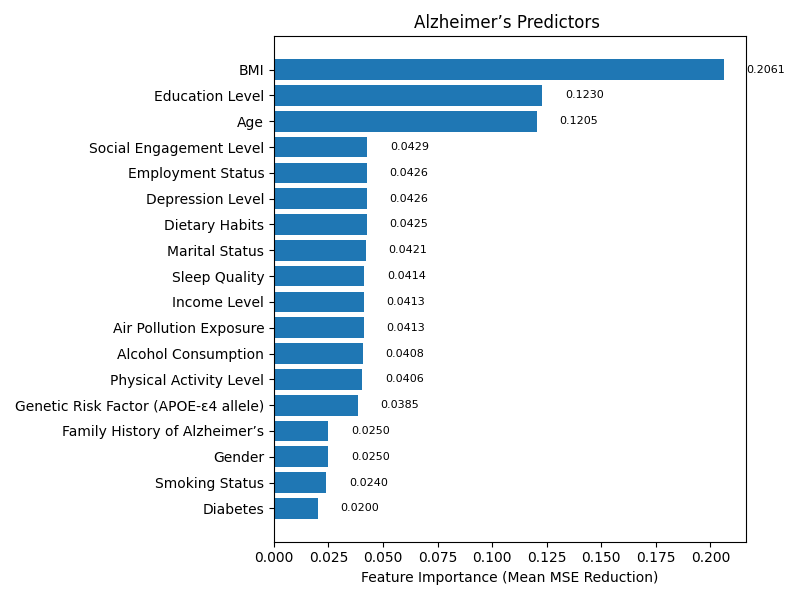 Alzheimer’s Predictors
BMI 0.2061
Education Level 0.1230
Age 0.1205
Social Engagement Level 0.0429
Employment Status 0.0426
Depression Level 0.0426
Dietary Habits 0.0425
Marital Status 0.0421
Sleep Quality 0.0414
Income Level 0.0413
Air Pollution Exposure 0.0413
Alcohol Consumption 0.0408
Physical Activity Level 0.0406
Genetic Risk Factor (APOE-ε4 allele) 0.0385
Family History of Alzheimer’s 0.0250
Gender 0.0250
Smoking Status 0.0240
Diabetes 0.0200
0.000 0.025 0.050 0.075 0.100 0.125 0.150 0.175 0.200
Feature Importance (Mean MSE Reduction)